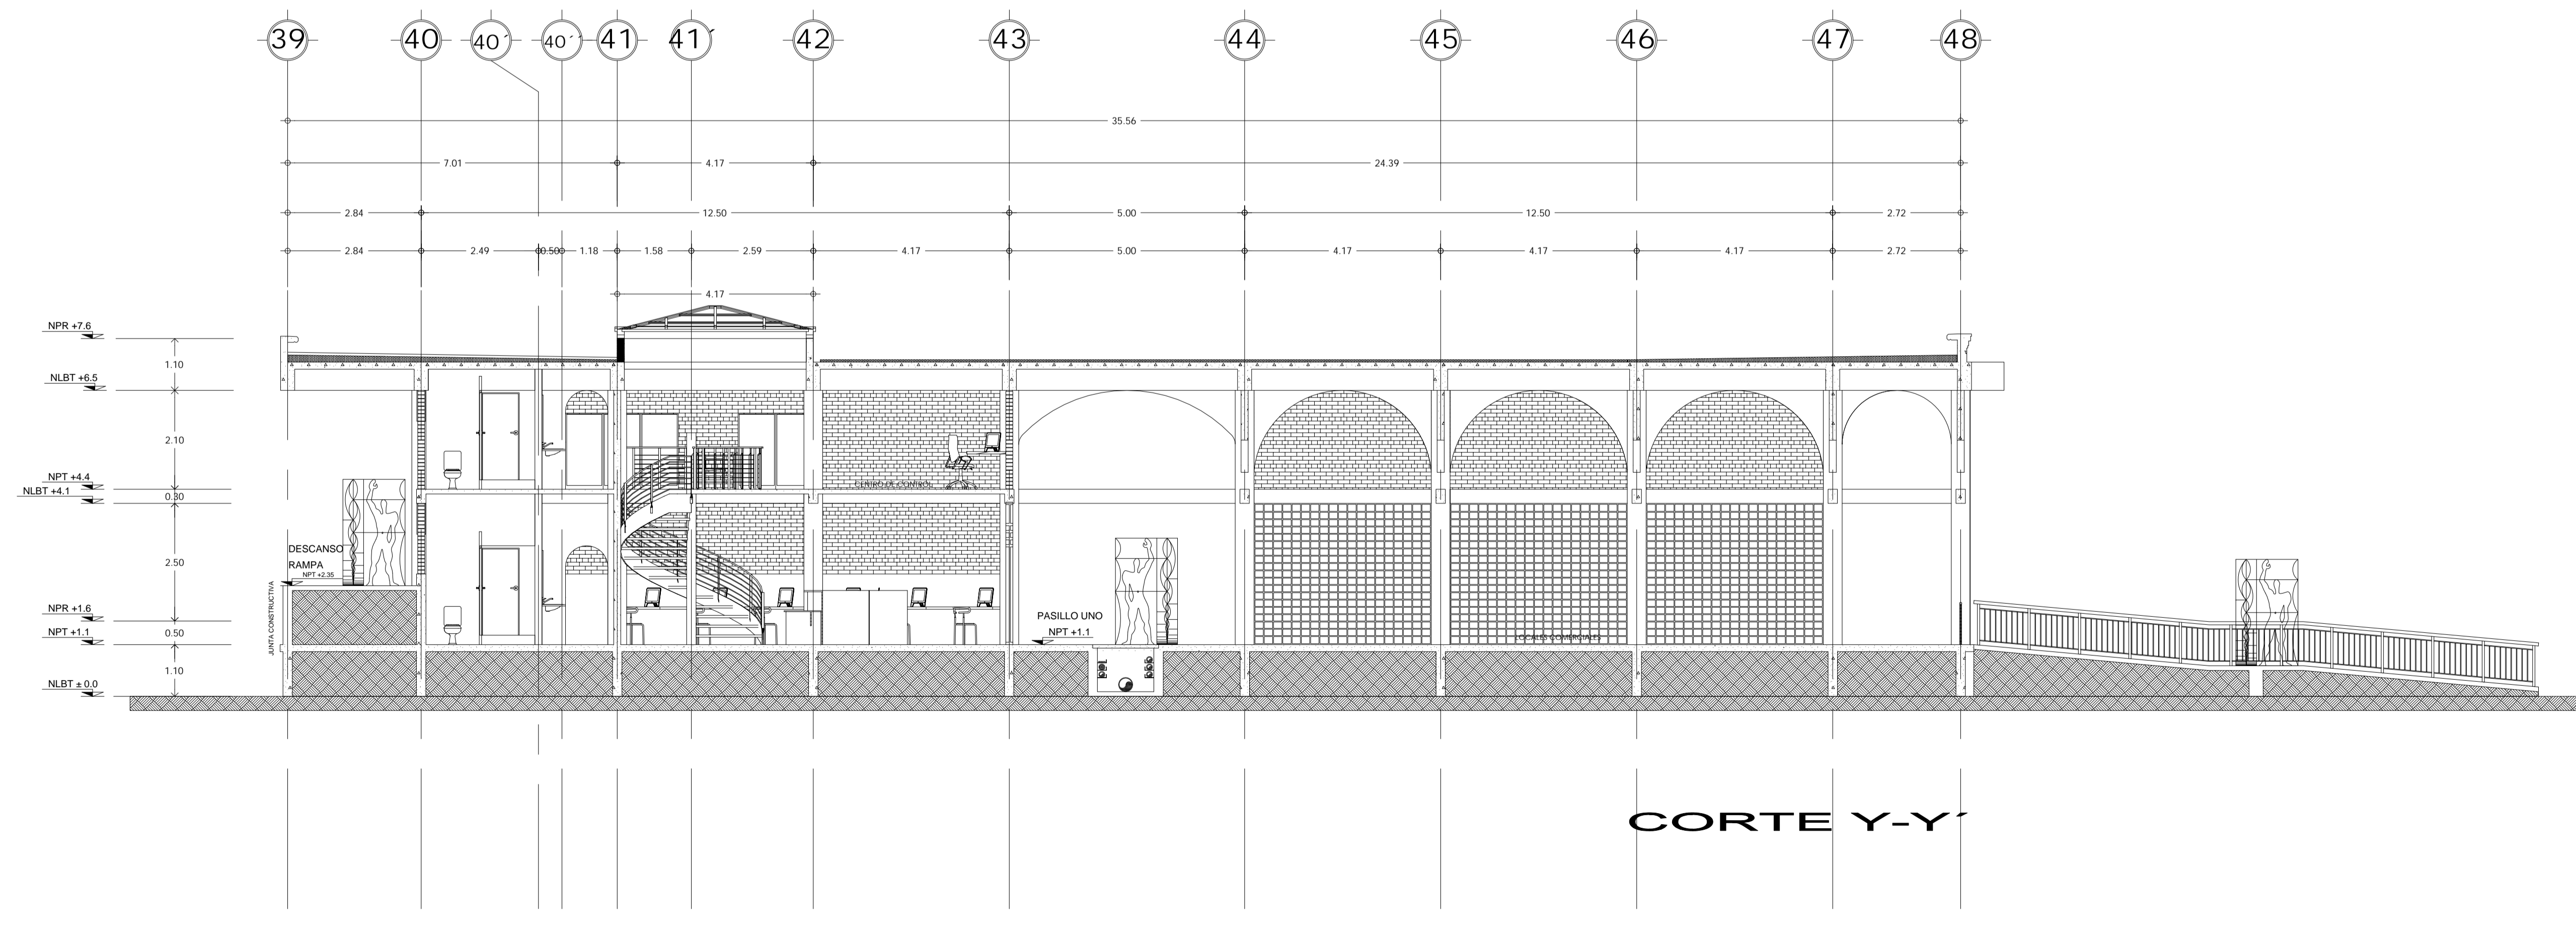 39 40 40´ 40´´ 41 41´ 42 43 44 45 46 47 48
35.56
7.01 4.17 24.39
2.84 12.50 5.00 12.50 2.72
2.84 2.49 0.50 1.18 1.58 2.59 4.17 5.00 4.17 4.17 4.17 2.72
4.17
NPR +7.6
1.10
NLBT +6.5
2.10
NPT +4.4
0.30
NLBT +4.1
2.50
NPR +1.6
0.50
NPT +1.1
1.10
NLBT ± 0.0
CENTRO DE CONTROL
DESCANSO
RAMPA
NPT +2.35
JUNTA CONSTRUCTIVA
PASILLO UNO
NPT +1.1
LOCALES COMERCIALES
CORTE Y-Y´